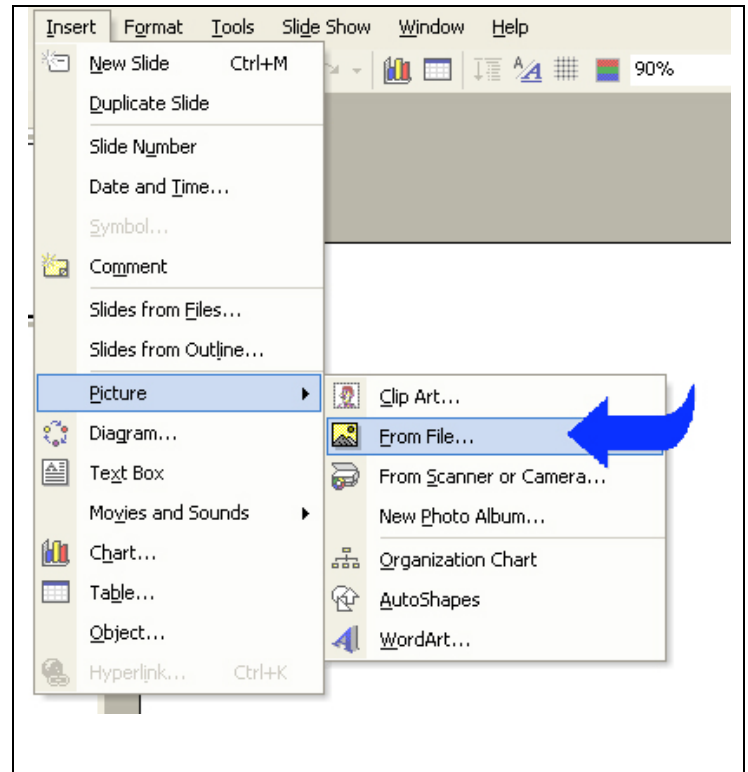 Insert Format Tools Slide Show Window Help
90%
New Slide Ctrl+M
Duplicate Slide
Slide Number
Date and Time...
Symbol...
Comment
Slides from Files...
Slides from Outline...
Picture
Diagram...
Text Box
Movies and Sounds
Chart...
Table...
Object...
Hyperlink... Ctrl+K
Clip Art...
From File...
From Scanner or Camera...
New Photo Album...
Organization Chart
AutoShapes
WordArt...